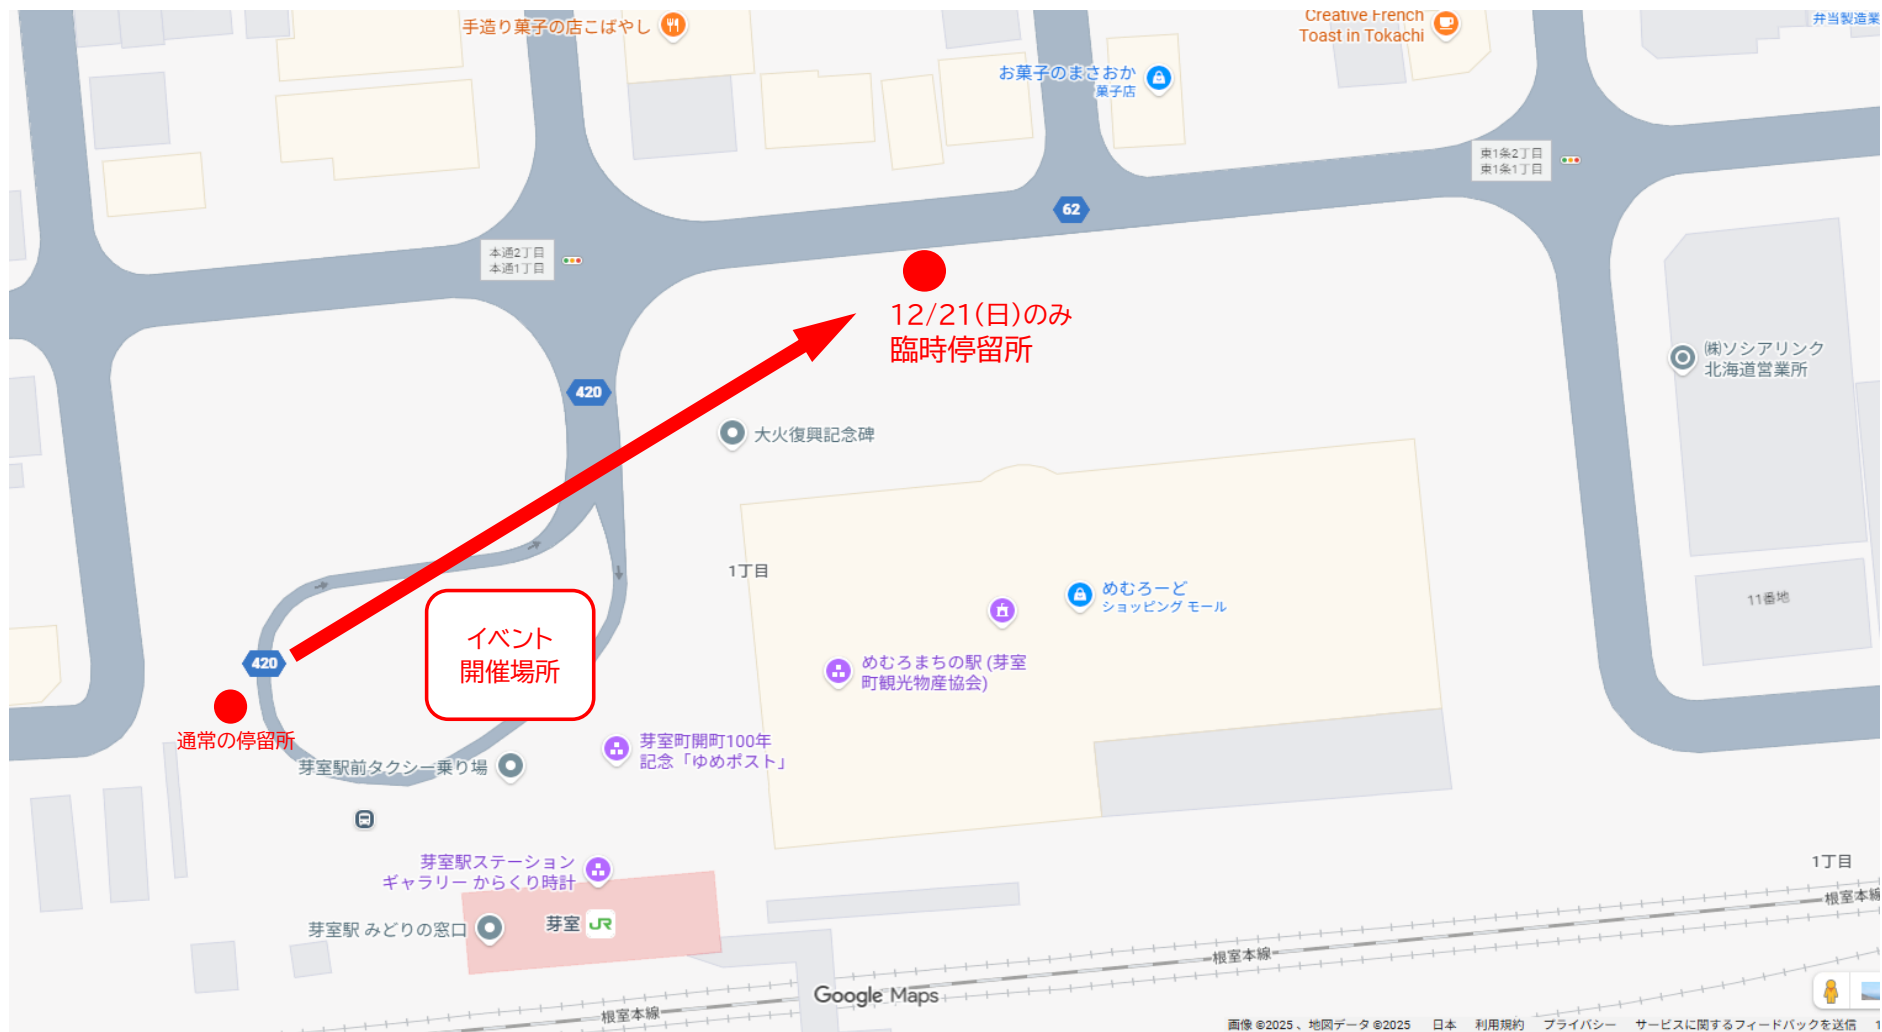 手造り菓子の店こばやし
Creative French
Toast in Tokachi
弁当製造業
お菓子のまさおか
菓子店
東1条2丁目
東1条1丁目
62
本通2丁目
本通1丁目
12/21(日)のみ
臨時停留所
㈱ソシアリンク
北海道営業所
420
大火復興記念碑
1丁目
めむろーど
ショッピング モール
11番地
イベント
開催場所
420
めむろまちの駅 (芽室
町観光物産協会)
通常の停留所
芽室町開町100年
記念「ゆめポスト」
芽室駅前タクシー乗り場
芽室駅ステーション
ギャラリー からくり時計
1丁目
根室本線
芽室駅 みどりの窓口
芽室 JR
根室本線
Google Maps
根室本線
画像 ©2025 、地図データ ©2025 日本 利用規約 プライバシー サービスに関するフィードバックを送信